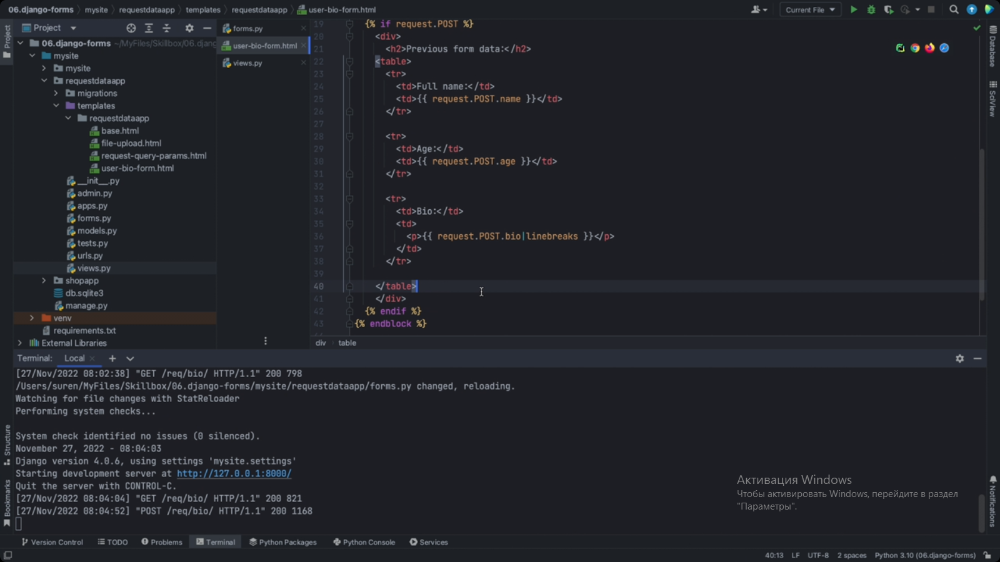 06.django-forms mysite requestdataapp templates requestdataapp user-bio-form.html
Current File
Project
Project
06.django-forms ~/MyFiles/Skillbox/06.djang
mysite
mysite
requestdataapp
migrations
templates
requestdataapp
base.html
file-upload.html
request-query-params.html
user-bio-form.html
__init__.py
admin.py
apps.py
forms.py
models.py
tests.py
urls.py
views.py
shopapp
db.sqlite3
manage.py
venv
requirements.txt
External Libraries
forms.py
user-bio-form.html
views.py
19 {% if request.POST %}
20 <div>
21 <h2>Previous form data:</h2>
22 <table>
23 <tr>
24 <td>Full name:</td>
25 <td>{{ request.POST.name }}</td>
26 </tr>
27
28 <tr>
29 <td>Age:</td>
30 <td>{{ request.POST.age }}</td>
31 </tr>
32
33 <tr>
34 <td>Bio:</td>
35 <td>
36 <p>{{ request.POST.bio|linebreaks }}</p>
37 </td>
38 </tr>
39
40 </table>
41 </div>
42 {% endif %}
43 {% endblock %}
div table
Database
SciView
Terminal: Local
[27/Nov/2022 08:02:38] "GET /req/bio/ HTTP/1.1" 200 798
/Users/suren/MyFiles/Skillbox/06.django-forms/mysite/requestdataapp/forms.py changed, reloading.
Watching for file changes with StatReloader
Performing system checks...
System check identified no issues (0 silenced).
November 27, 2022 - 08:04:03
Django version 4.0.6, using settings 'mysite.settings'
Starting development server at http://127.0.0.1:8000/
Quit the server with CONTROL-C.
[27/Nov/2022 08:04:04] "GET /req/bio/ HTTP/1.1" 200 821
[27/Nov/2022 08:04:52] "POST /req/bio/ HTTP/1.1" 200 1168
Structure
Bookmarks
Активация Windows
Чтобы активировать Windows, перейдите в раздел
"Параметры".
Notifications
Version Control TODO Problems Terminal Python Packages Python Console Services
40:13 LF UTF-8 2 spaces Python 3.10 (06.django-forms)